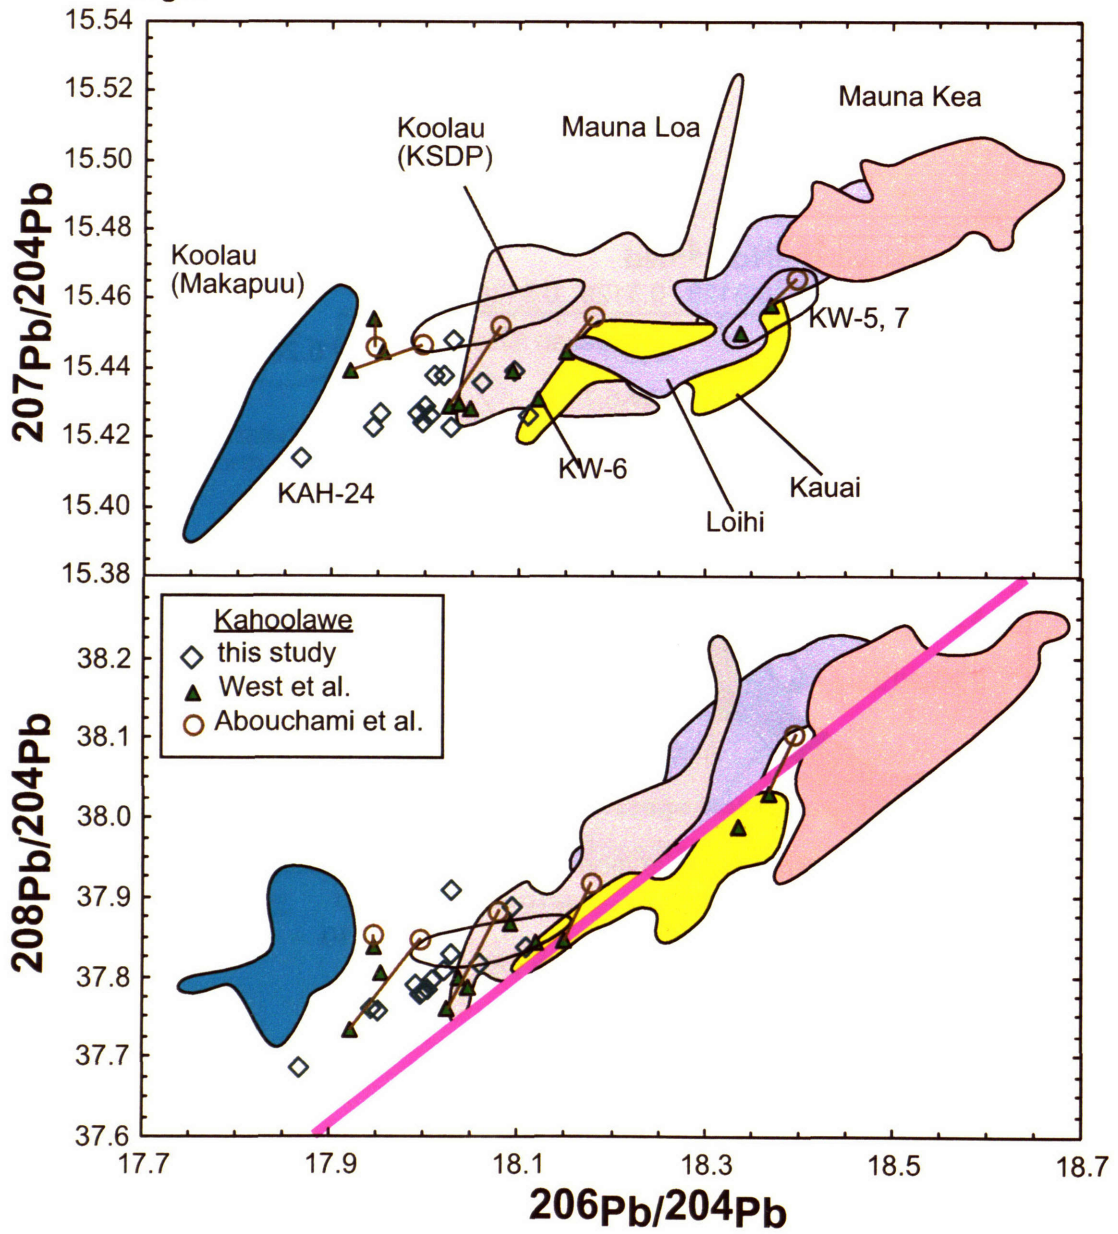 15.54
15.52
15.50
15.48
15.46
15.44
15.42
15.40
15.38
207Pb/204Pb
Koolau
(Makapuu)
Koolau
(KSDP)
Mauna Loa
Mauna Kea
KW-5, 7
KW-6
KAH-24
Kauai
Loihi
Kahoolawe
this study
West et al.
Abouchami et al.
38.2
38.1
38.0
37.9
37.8
37.7
37.6
208Pb/204Pb
17.7 17.9 18.1 18.3 18.5 18.7
206Pb/204Pb